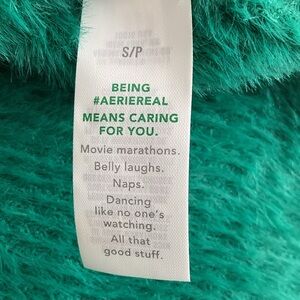 S/P
BEING
#AERIEREAL
MEANS CARING
FOR YOU.
Movie marathons.
Belly laughs.
Naps.
Dancing
like no one's
watching.
All that
good stuff.